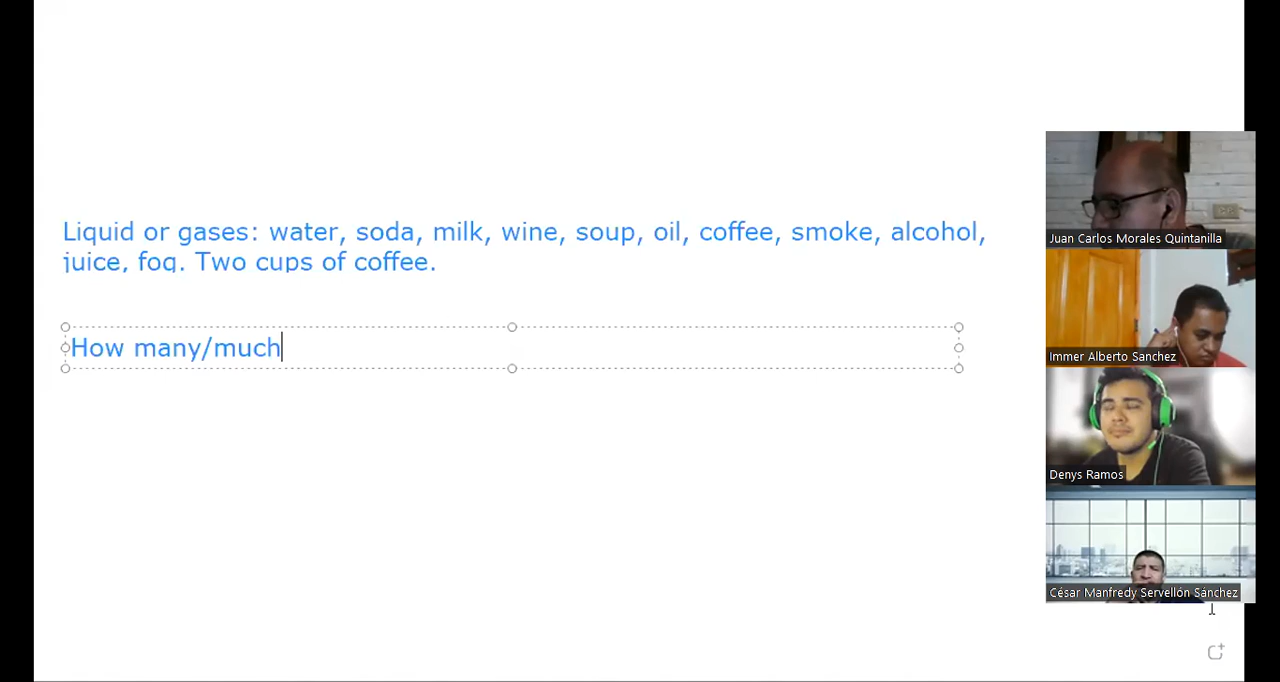 Liquid or gases: water, soda, milk, wine, soup, oil, coffee, smoke, alcohol,
juice, fog. Two cups of coffee.
How many/much
Juan Carlos Morales Quintanilla
Immer Alberto Sanchez
Denys Ramos
César Manfredy Servellón Sánchez